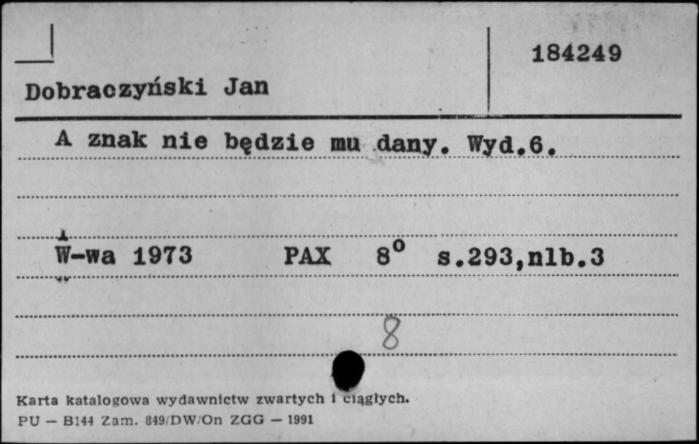 184249
Dobraczyński Jan
A znak nie będzie mu dany. Wyd.6.
W-wa 1973 PAX 8° s.293,nlb.3
8
Karta katalogowa wydawnictw zwartych i ciągłych.
PU — B144 Zam. 849/DW/On ZGG — 1991